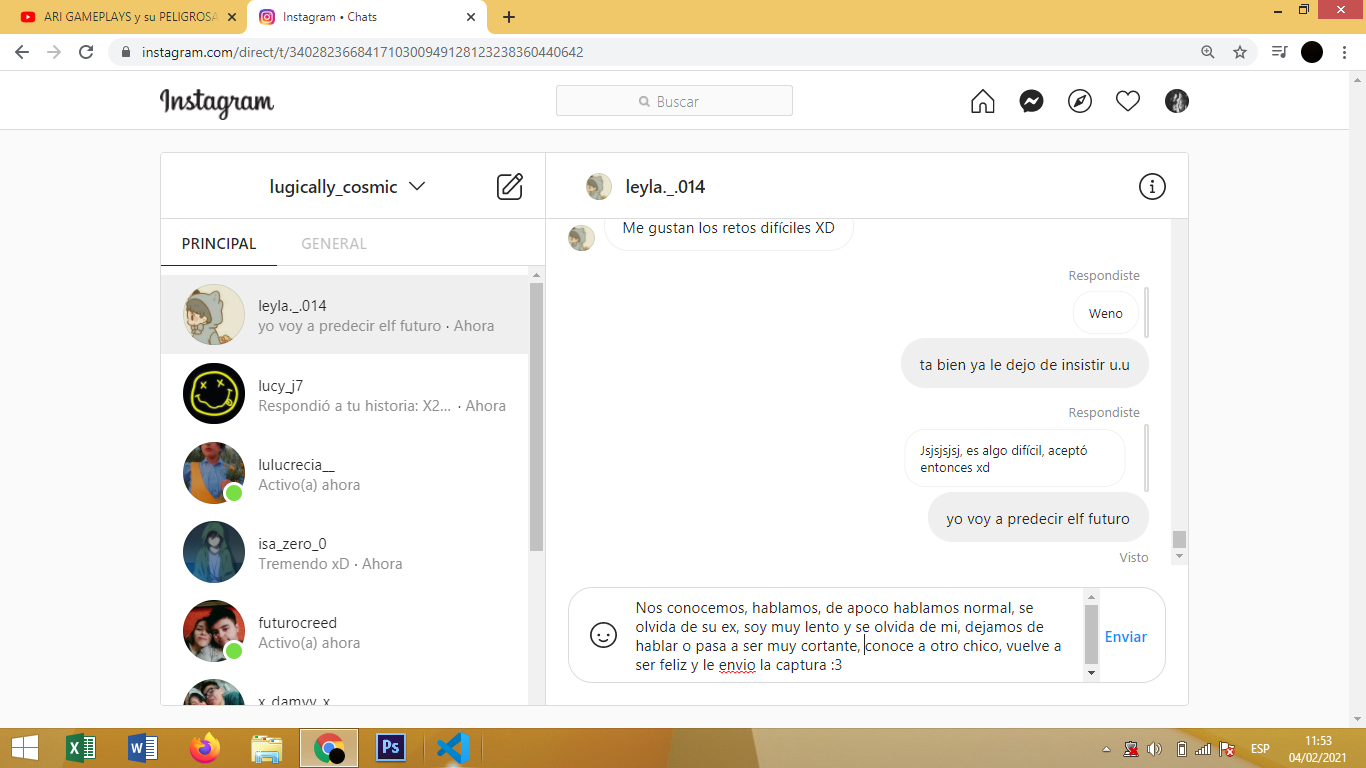 ARI GAMEPLAYS y su PELIGROSA
Instagram • Chats
instagram.com/direct/t/340282366841710300949128123238360440642
Instagram
Buscar
lugically_cosmic
PRINCIPAL
GENERAL
leyla._.014
yo voy a predecir elf futuro · Ahora
lucy_j7
Respondió a tu historia: X2... · Ahora
lulucrecia__
Activo(a) ahora
isa_zero_0
Tremendo xD · Ahora
futurocreed
Activo(a) ahora
x_damvv_x
leyla._.014
Me gustan los retos difíciles XD
Respondiste
Weno
ta bien ya le dejo de insistir u.u
Respondiste
Jsjsjsjsj, es algo difícil, aceptó
entonces xd
yo voy a predecir elf futuro
Visto
Nos conocemos, hablamos, de apoco hablamos normal, se
olvida de su ex, soy muy lento y se olvida de mi, dejamos de
hablar o pasa a ser muy cortante, conoce a otro chico, vuelve a
ser feliz y le envio la captura :3
Enviar
Ps
ESP
11:53
04/02/2021